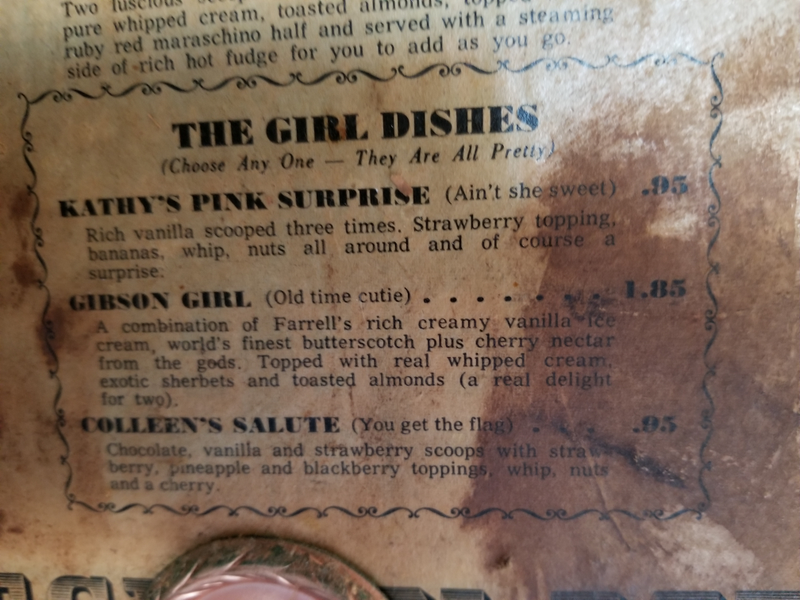 Two luscious
pure whipped cream, toasted almonds, topped
ruby red maraschino half and served with a steaming
side of rich hot fudge for you to add as you go.
THE GIRL DISHES
(Choose Any One — They Are All Pretty)
KATHY'S PINK SURPRISE (Ain't she sweet) .95
Rich vanilla scooped three times. Strawberry topping,
bananas, whip, nuts all around and of course a
surprise.
GIBSON GIRL (Old time cutie) . . . . . . . 1.85
A combination of Farrell's rich creamy vanilla ice
cream, world's finest butterscotch plus cherry nectar
from the gods. Topped with real whipped cream,
exotic sherbets and toasted almonds (a real delight
for two).
COLLEEN'S SALUTE (You get the flag) . . .95
Chocolate, vanilla and strawberry scoops with straw-
berry, pineapple and blackberry toppings, whip, nuts
and a cherry.